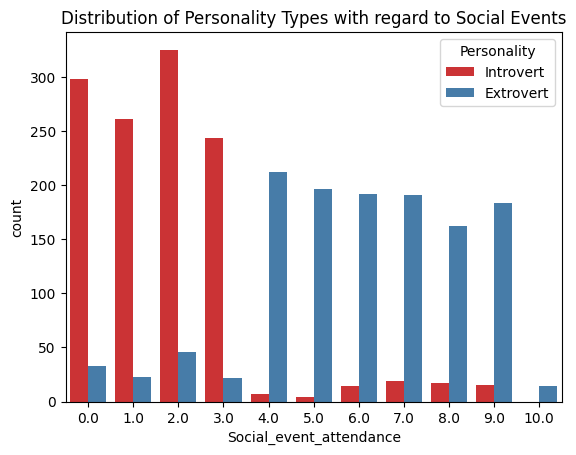 Distribution of Personality Types with regard to Social Events
Personality
Introvert
Extrovert
count
300
250
200
150
100
50
0
0.0 1.0 2.0 3.0 4.0 5.0 6.0 7.0 8.0 9.0 10.0
Social_event_attendance